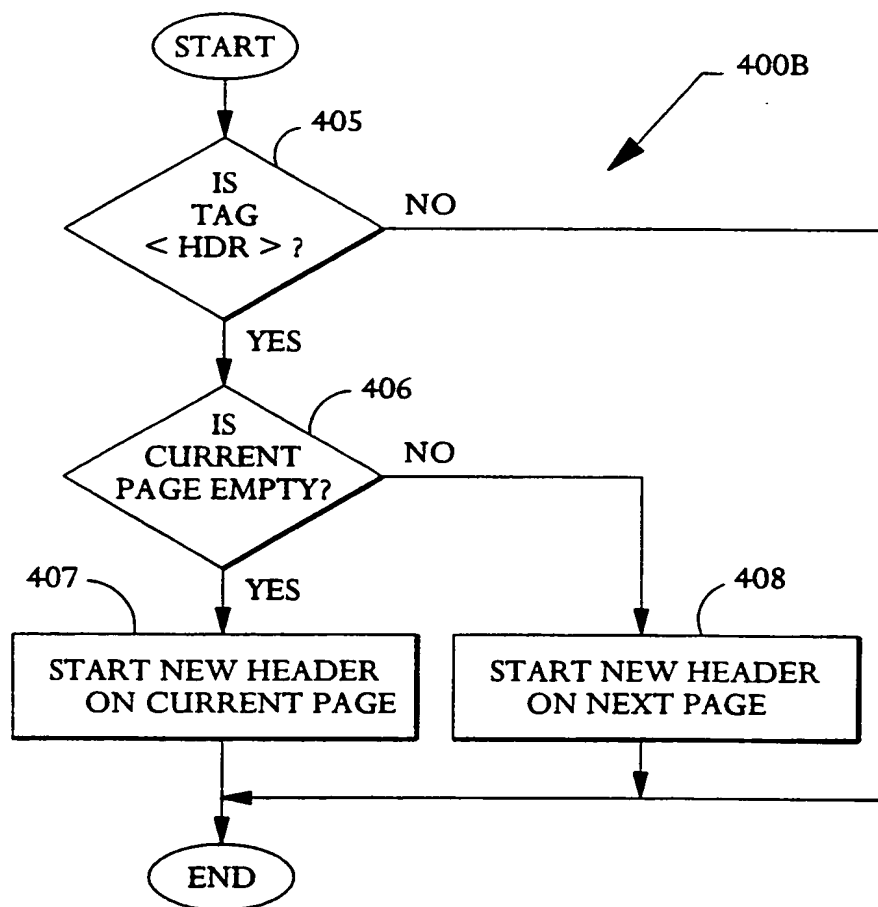 START
400B
405
IS
TAG
< HDR > ?
NO
YES
406
IS
CURRENT
PAGE EMPTY?
NO
YES
407
START NEW HEADER
ON CURRENT PAGE
408
START NEW HEADER
ON NEXT PAGE
END